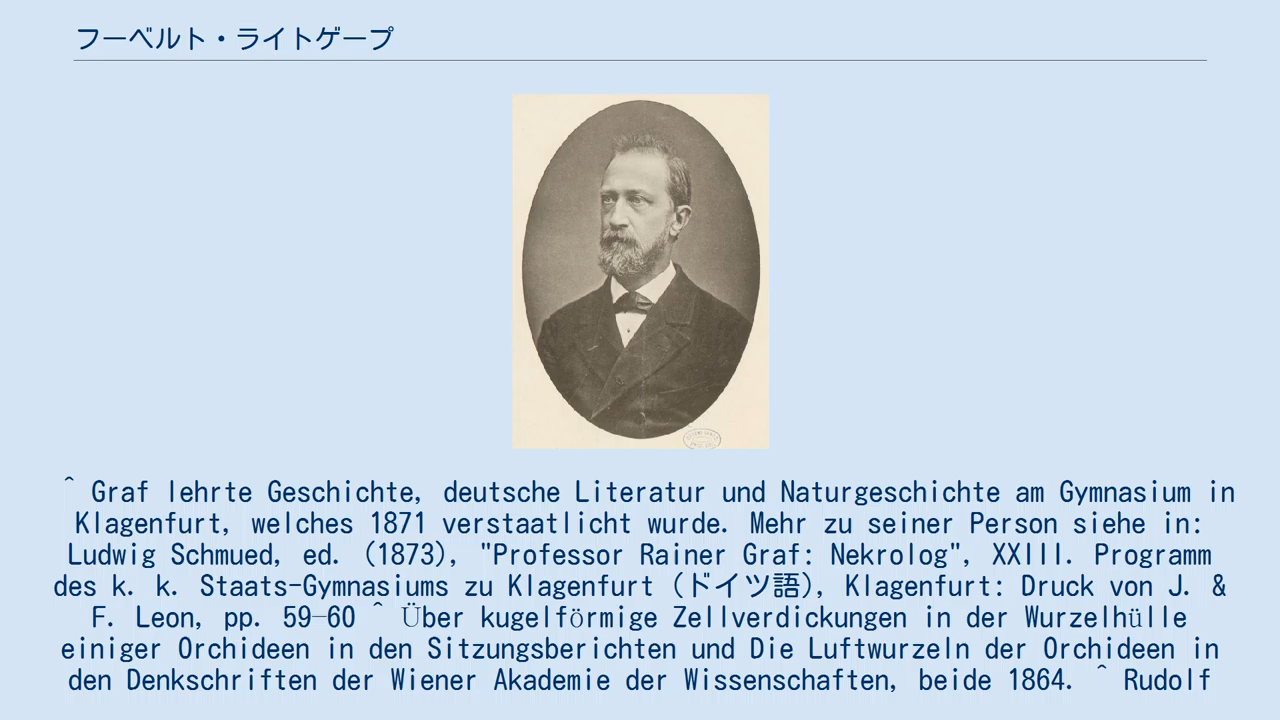 フーベルト・ライトゲープ
^ Graf lehrte Geschichte, deutsche Literatur und Naturgeschichte am Gymnasium in
Klagenfurt, welches 1871 verstaatlicht wurde. Mehr zu seiner Person siehe in:
Ludwig Schmued, ed. (1873), "Professor Rainer Graf: Nekrolog", XXIII. Programm
des k. k. Staats-Gymnasiums zu Klagenfurt (ドイツ語), Klagenfurt: Druck von J. &
F. Leon, pp. 59–60 ^ Über kugelförmige Zellverdickungen in der Wurzelhülle
einiger Orchideen in den Sitzungsberichten und Die Luftwurzeln der Orchideen in
den Denkschriften der Wiener Akademie der Wissenschaften, beide 1864. ^ Rudolf